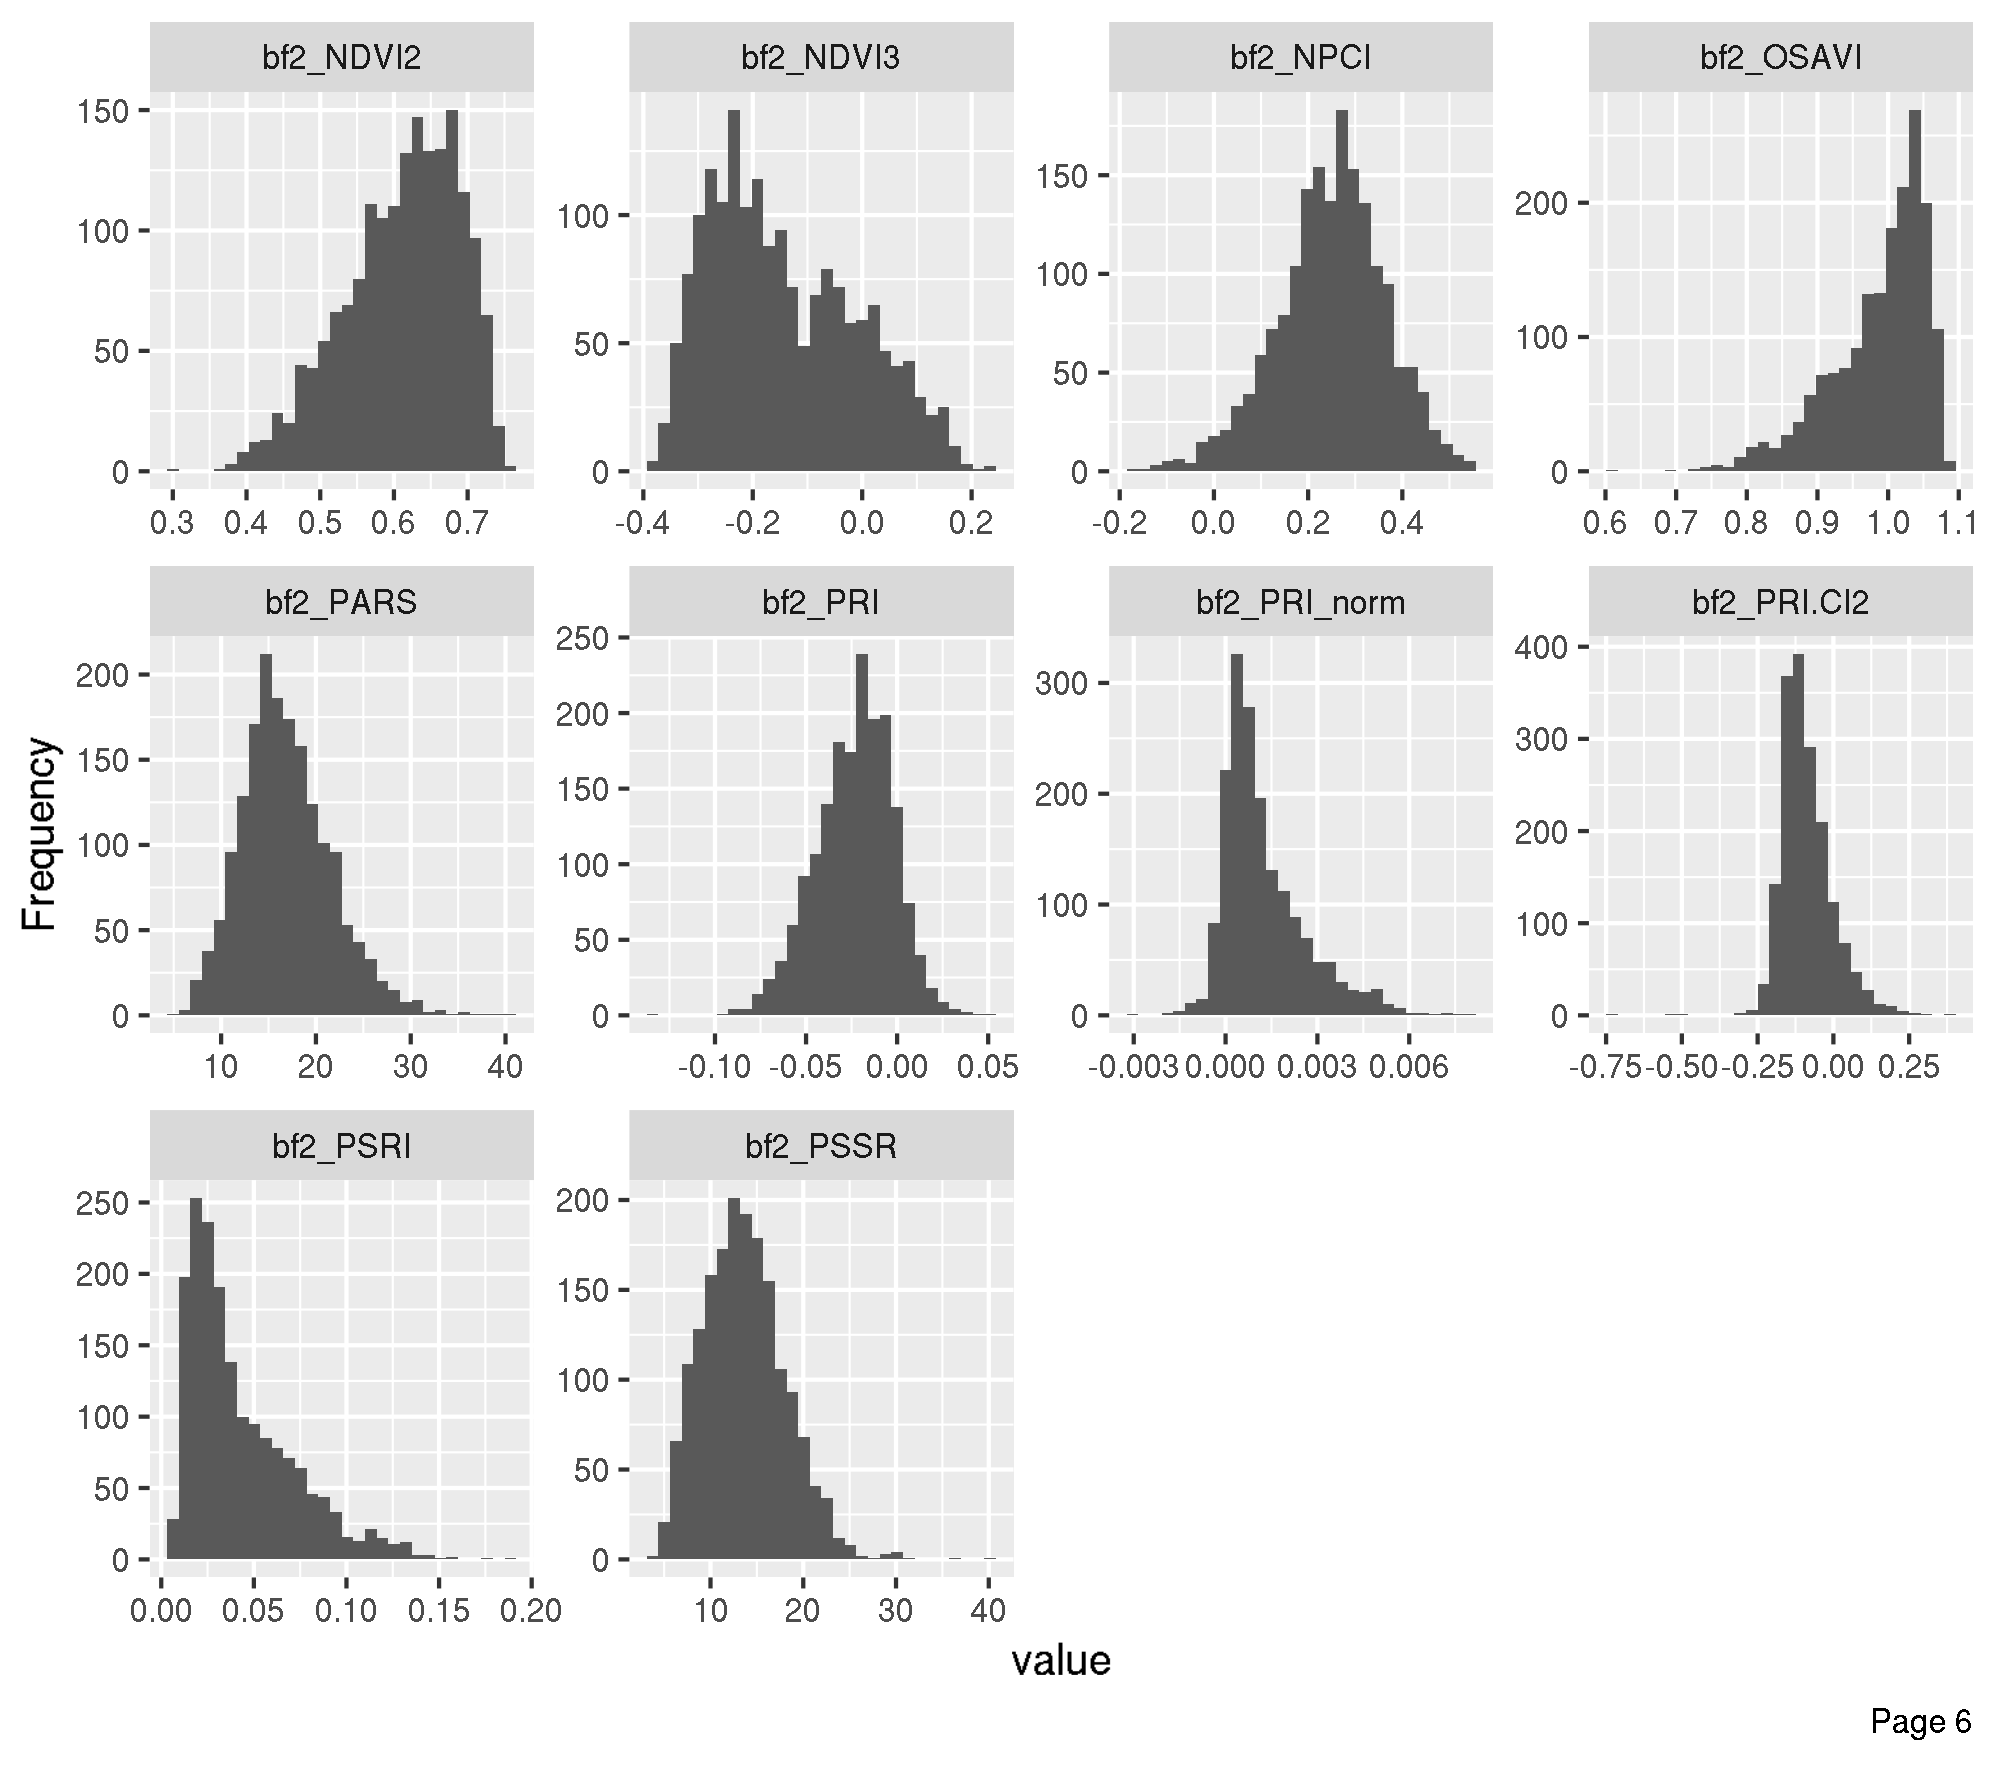 bf2_NDVI2 bf2_NDVI3 bf2_NPCI bf2_OSAVI
150
100
50
0
0.3 0.4 0.5 0.6 0.7
100
50
0
-0.4 -0.2 0.0 0.2
150
100
50
0
-0.2 0.0 0.2 0.4
200
100
0
0.6 0.7 0.8 0.9 1.0 1.1
bf2_PARS bf2_PRI bf2_PRI_norm bf2_PRI.CI2
200
150
100
50
0
10 20 30 40
250
200
150
100
50
0
-0.10 -0.05 0.00 0.05
300
200
100
0
-0.003 0.000 0.003 0.006
400
300
200
100
0
-0.75 -0.50 -0.25 0.00 0.25
Frequency
bf2_PSRI bf2_PSSR
250
200
150
100
50
0
0.00 0.05 0.10 0.15 0.20
200
150
100
50
0
10 20 30 40
value
Page 6